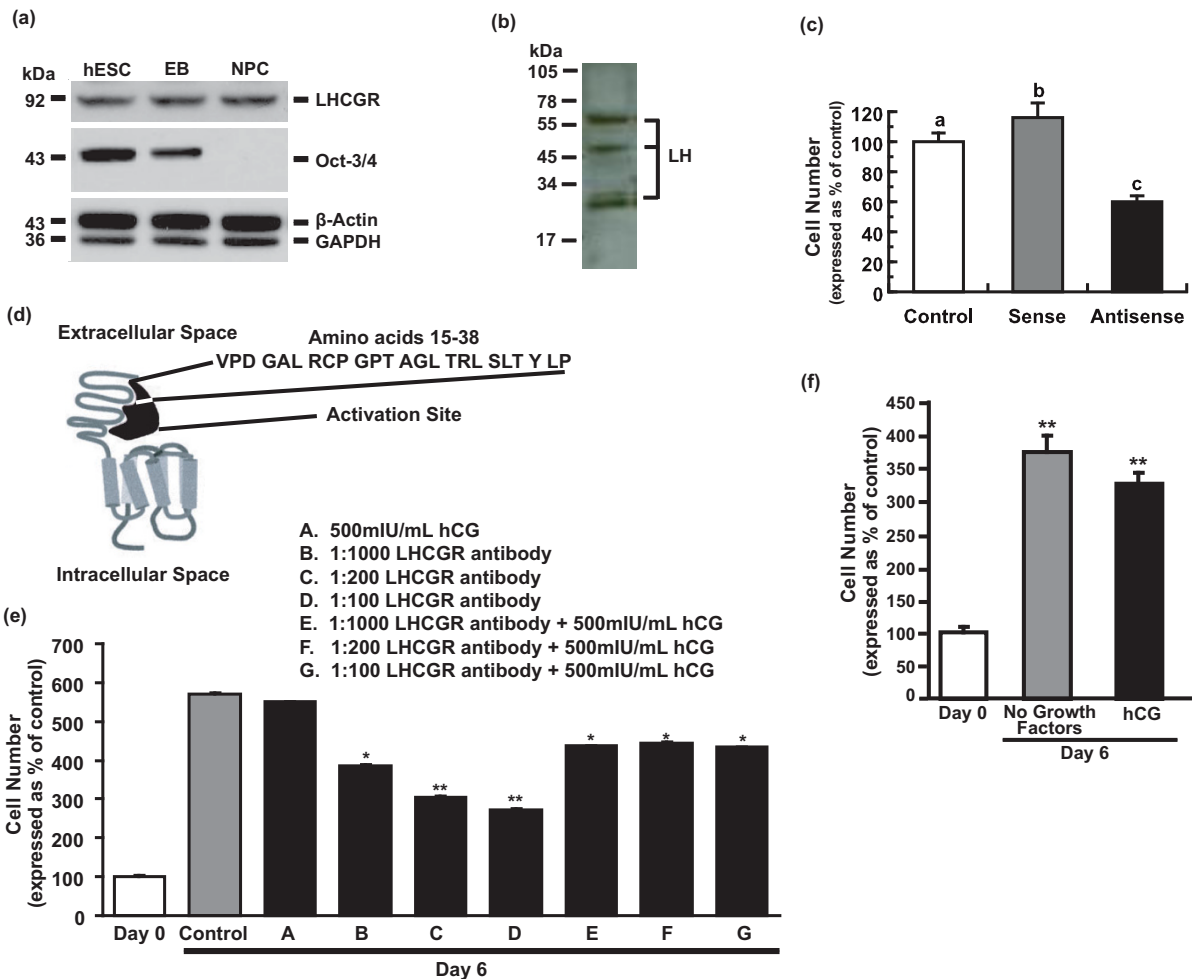 (a)
hESC EB NPC
kDa
92 LHCGR
43 Oct-3/4
43 β-Actin
36 GAPDH
(b)
kDa
105
78
55
45
34
17
LH
(c)
Cell Number
(expressed as % of control)
120
100
80
60
40
20
0
a
b
c
Control Sense Antisense
(d)
Extracellular Space
Amino acids 15-38
VPD GAL RCP GPT AGL TRL SLT Y LP
Activation Site
Intracellular Space
A. 500mIU/mL hCG
B. 1:1000 LHCGR antibody
C. 1:200 LHCGR antibody
D. 1:100 LHCGR antibody
E. 1:1000 LHCGR antibody + 500mIU/mL hCG
F. 1:200 LHCGR antibody + 500mIU/mL hCG
G. 1:100 LHCGR antibody + 500mIU/mL hCG
(e)
Cell Number
(expressed as % of control)
700
600
500
400
300
200
100
0
*
**
**
*
*
*
Day 0 Control A B C D E F G
Day 6
(f)
Cell Number
(expressed as % of control)
450
400
350
300
250
200
150
100
50
0
**
**
Day 0 No Growth hCG
Factors
Day 6